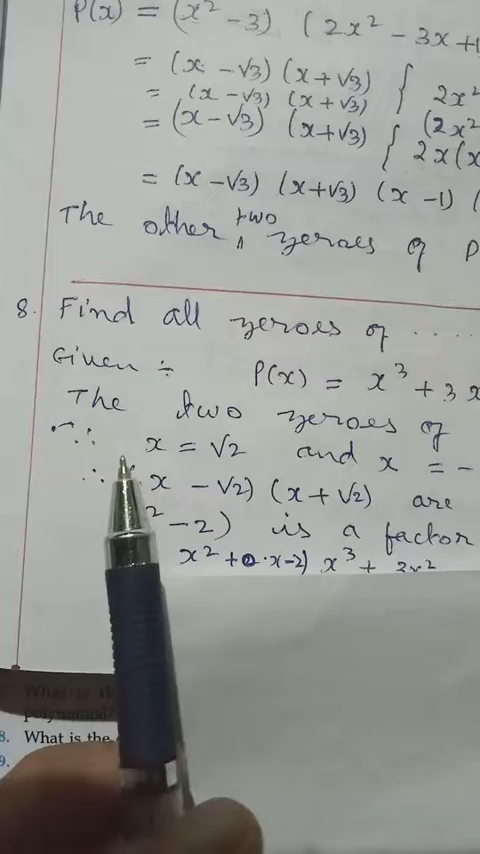 P(x) = (x² - 3) (2x² - 3x + 1
= (x - √3) (x + √3) { 2x²
= (x - √3) (x + √3)
= (x - √3) (x + √3) { (2x²
2x(x
= (x - √3) (x + √3) (x - 1) (
The other two zeroes of P
8. Find all zeroes of .....
Given ÷ P(x) = x³ + 3x
The two zeroes of
∵ x = √2 and x = -
∴ x - √2) (x + √2) are
² - 2) is a factor
x² + 0·x - 2) x³ + 3x²
What is the
polynomial
8. What is the
9.